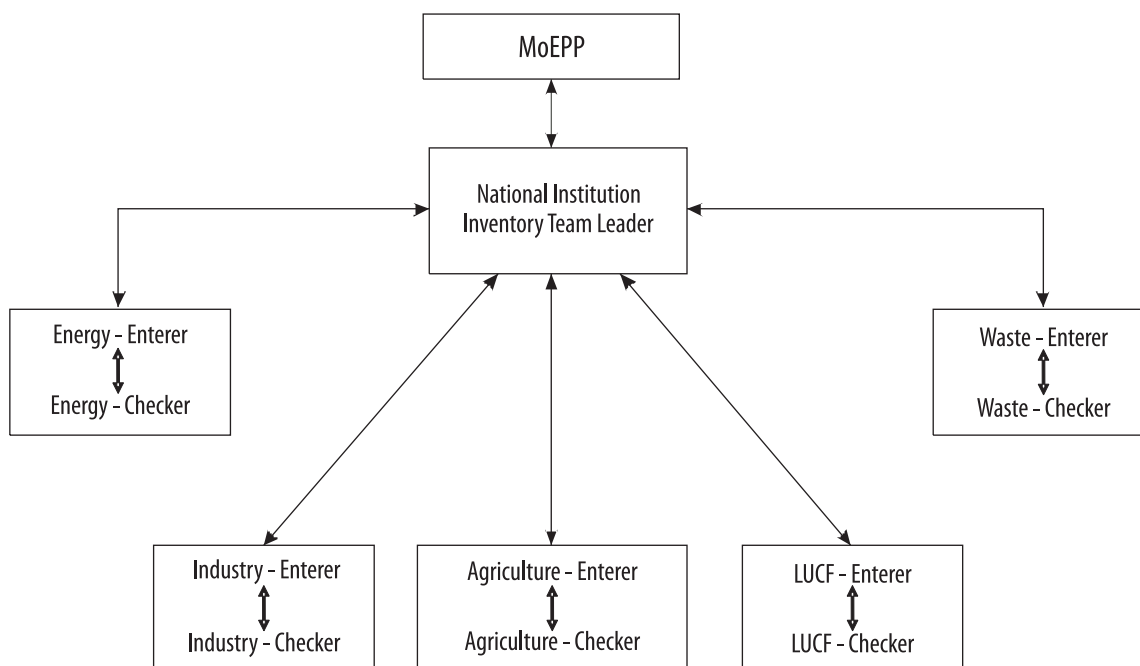 MoEPP
National Institution
Inventory Team Leader
Energy – Enterer
Energy – Checker
Waste – Enterer
Waste – Checker
Industry – Enterer
Industry – Checker
Agriculture – Enterer
Agriculture – Checker
LUCF – Enterer
LUCF – Checker